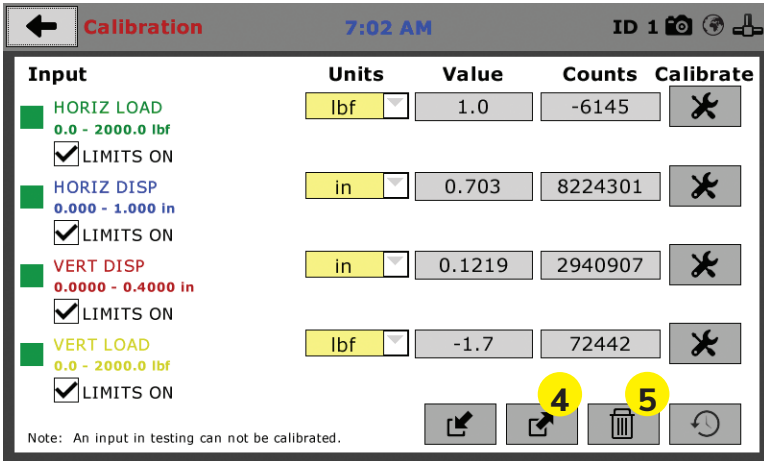 Calibration 7:02 AM ID 1
Input Units Value Counts Calibrate
HORIZ LOAD
0.0 - 2000.0 lbf
lbf 1.0 -6145
LIMITS ON
HORIZ DISP
0.000 - 1.000 in
in 0.703 8224301
LIMITS ON
VERT DISP
0.0000 - 0.4000 in
in 0.1219 2940907
LIMITS ON
VERT LOAD
0.0 - 2000.0 lbf
lbf -1.7 72442
LIMITS ON
4 5
Note: An input in testing can not be calibrated.